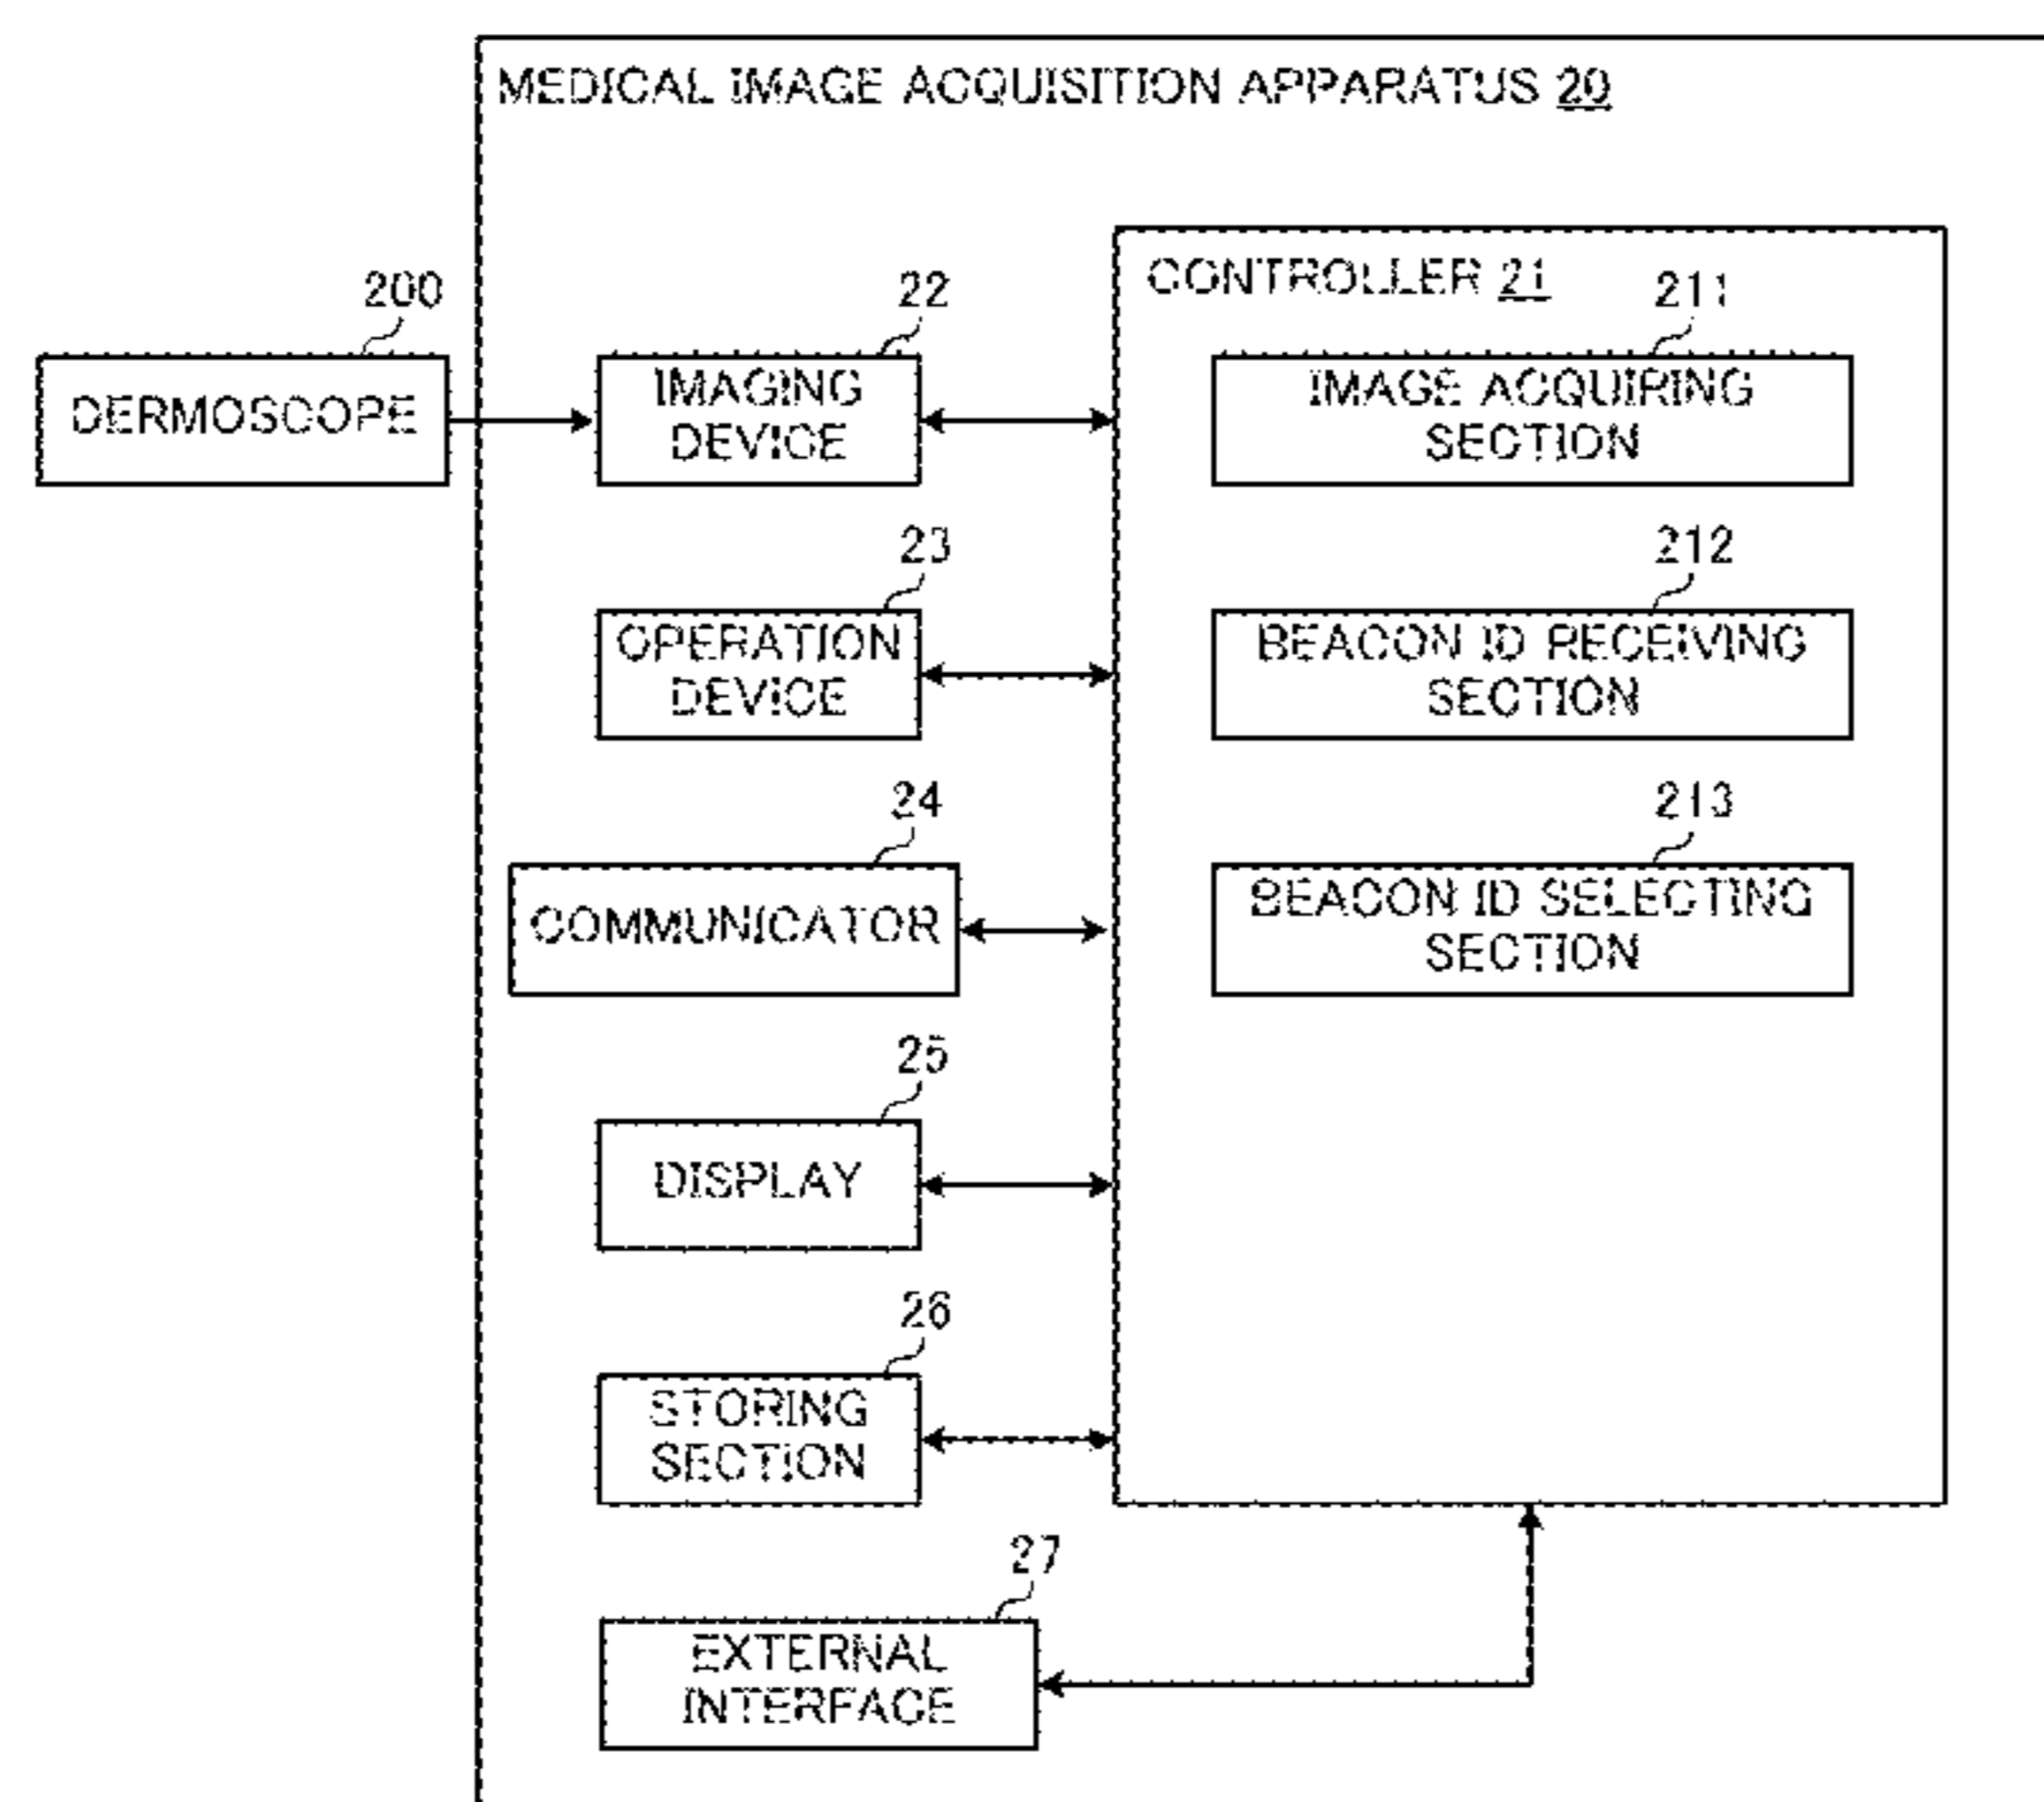 MEDICAL IMAGE ACQUISITION APPARATUS 20
CONTROLLER 21
200
DERMOSCOPE
22
IMAGING
DEVICE
211
IMAGE ACQUIRING
SECTION
23
OPERATION
DEVICE
212
BEACON ID RECEIVING
SECTION
24
COMMUNICATOR
213
BEACON ID SELECTING
SECTION
25
DISPLAY
26
STORING
SECTION
27
EXTERNAL
INTERFACE